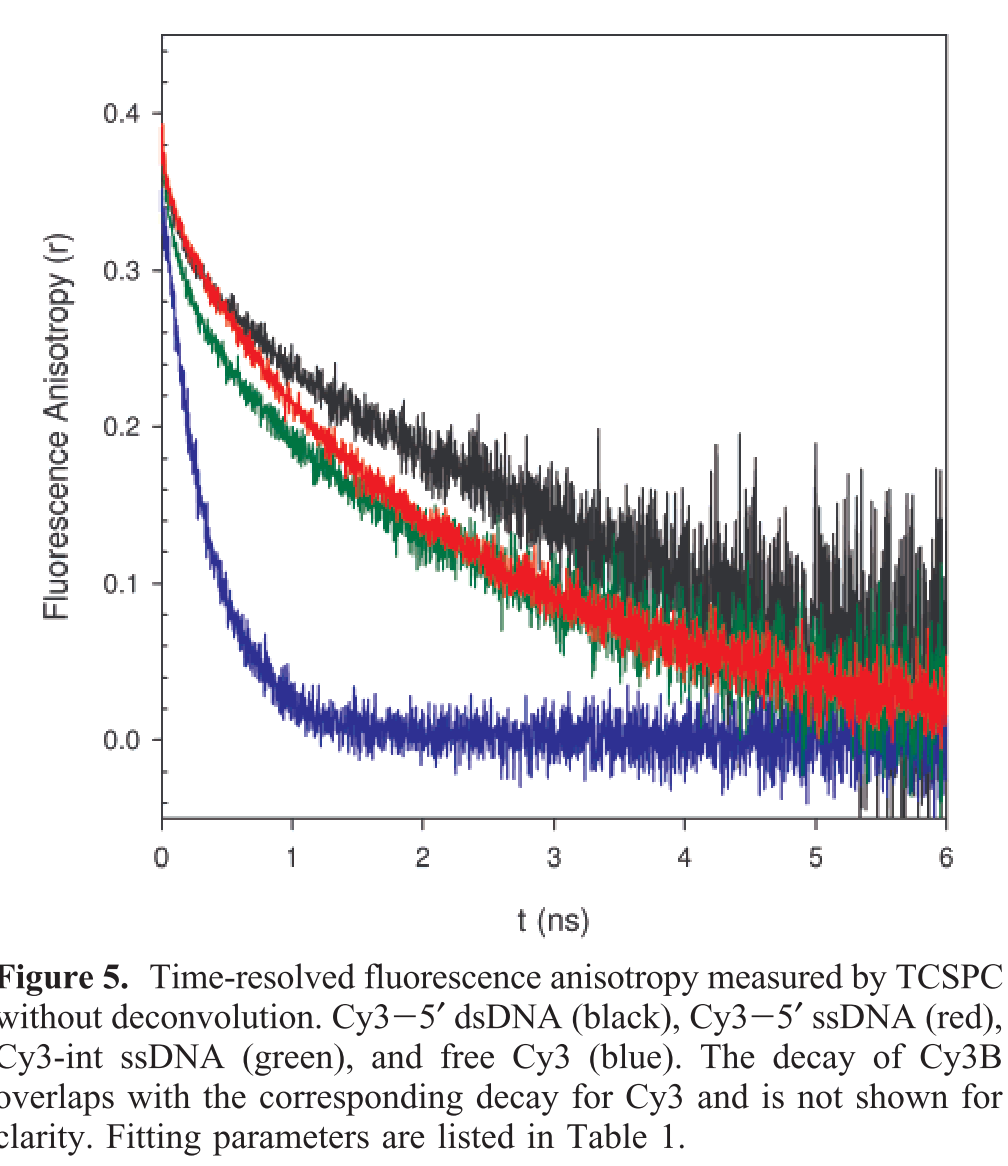 0.4
0.3
0.2
0.1
0.0
Fluorescence Anisotropy (r)
0 1 2 3 4 5 6
t (ns)
Figure 5. Time-resolved fluorescence anisotropy measured by TCSPC
without deconvolution. Cy3−5′ dsDNA (black), Cy3−5′ ssDNA (red),
Cy3-int ssDNA (green), and free Cy3 (blue). The decay of Cy3B
overlaps with the corresponding decay for Cy3 and is not shown for
clarity. Fitting parameters are listed in Table 1.